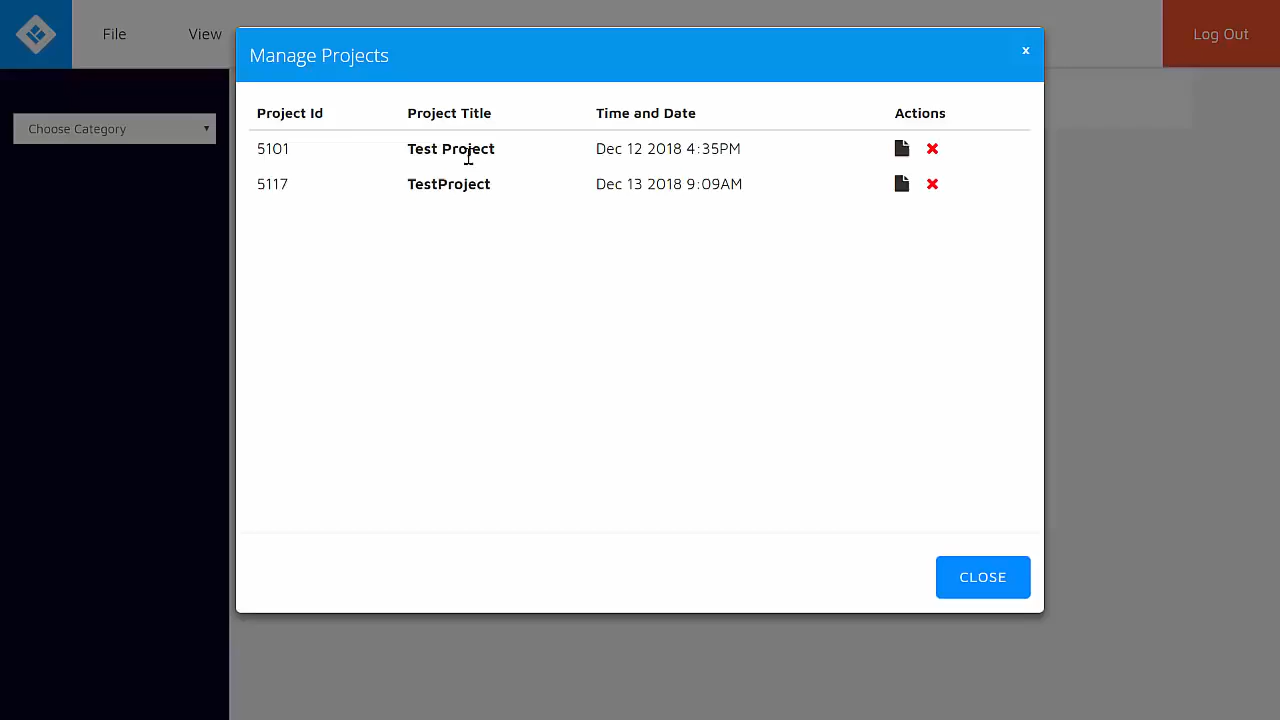 File View Log Out
Manage Projects x
Choose Category
Project Id Project Title Time and Date Actions
5101 Test Project Dec 12 2018 4:35PM
5117 TestProject Dec 13 2018 9:09AM
CLOSE